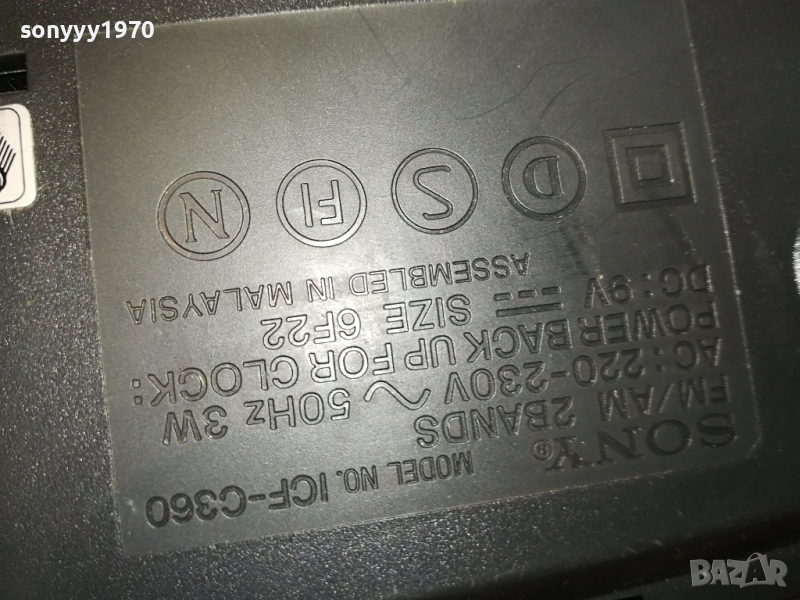 sonyyy1970
SONY® MODEL NO. ICF-C360
FM/AM 2BANDS
AC: 220-230V ~ 50Hz 3W
POWER BACK UP FOR CLOCK:
DC: 9V ⎓ SIZE 6F22
ASSEMBLED IN MALAYSIA
D S FI N
BAZAR